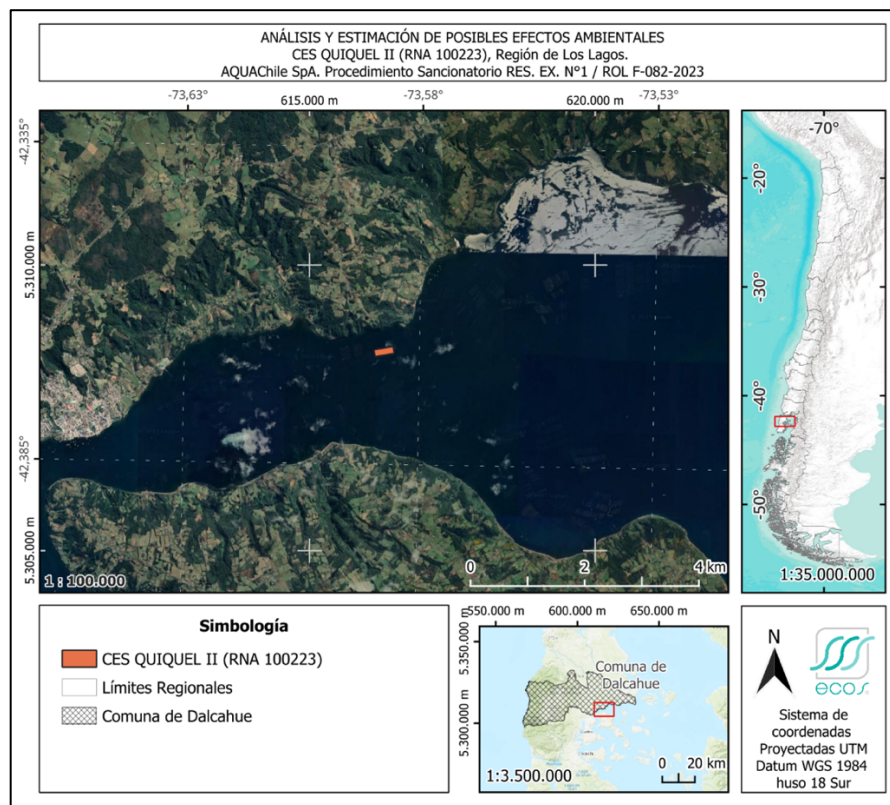 ANÁLISIS Y ESTIMACIÓN DE POSIBLES EFECTOS AMBIENTALES
CES QUIQUEL II (RNA 100223), Región de Los Lagos.
AQUAChile SpA. Procedimiento Sancionatorio RES. EX. N°1 / ROL F-082-2023
-73,63
615.000 m
-73,58
620.000 m
-73,53
-42,335°
5.310.000 m
-42,385°
5.305.000 m
1 : 100.000
0 2 4 km
-70°
-20°
-30°
-40°
-50°
1:35.000.000
Simbología
CES QUIQUEL II (RNA 100223)
Límites Regionales
Comuna de Dalcahue
550.000 m 600.000 m 650.000 m
5.350.000 m
5.300.000 m
Comuna de
Dalcahue
1:3.500.000
0 20 km
N
ecos
Sistema de
coordenadas
Proyectadas UTM
Datum WGS 1984
huso 18 Sur